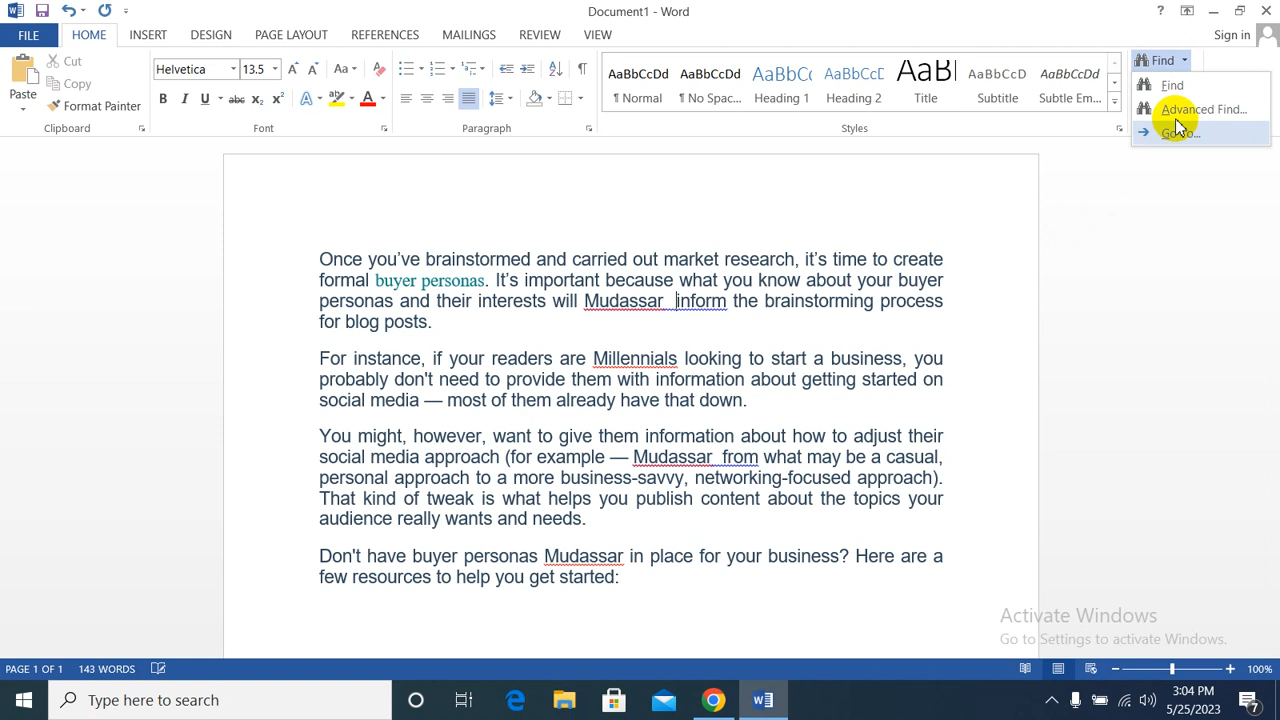 Document1 - Word
Sign in
FILE HOME INSERT DESIGN PAGE LAYOUT REFERENCES MAILINGS REVIEW VIEW
Paste
Cut
Copy
Format Painter
Clipboard
Helvetica 13.5
Font
Paragraph
AaBbCcDd AaBbCcDd AaBbC AaBbCcD AaBb AaBbCcD AaBbCcDd
¶ Normal ¶ No Spac... Heading 1 Heading 2 Title Subtitle Subtle Em...
Styles
Find
Find
Advanced Find...
Once you’ve brainstormed and carried out market research, it’s time to create
formal buyer personas. It’s important because what you know about your buyer
personas and their interests will Mudassar inform the brainstorming process
for blog posts.
For instance, if your readers are Millennials looking to start a business, you
probably don't need to provide them with information about getting started on
social media — most of them already have that down.
You might, however, want to give them information about how to adjust their
social media approach (for example — Mudassar from what may be a casual,
personal approach to a more business-savvy, networking-focused approach).
That kind of tweak is what helps you publish content about the topics your
audience really wants and needs.
Don't have buyer personas Mudassar in place for your business? Here are a
few resources to help you get started:
Activate Windows
Go to Settings to activate Windows.
PAGE 1 OF 1 143 WORDS
100%
Type here to search
3:04 PM
5/25/2023
7